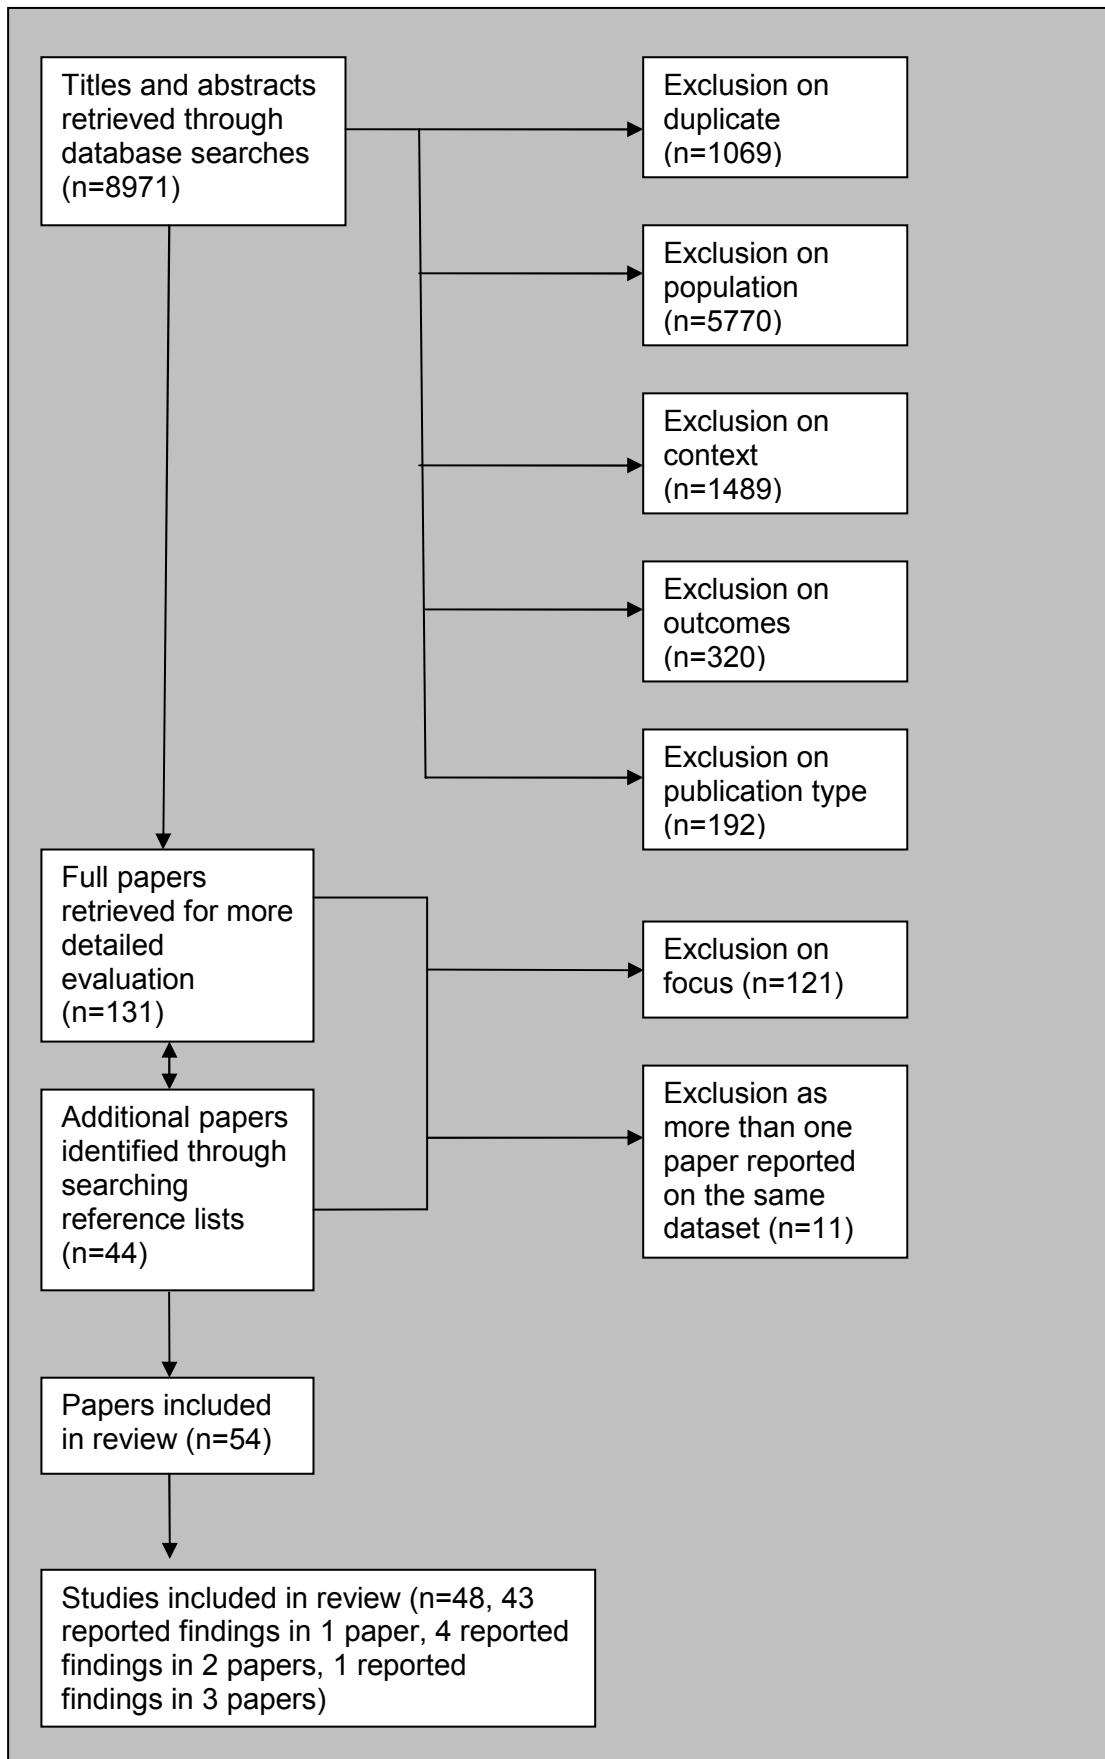 Titles and abstracts
retrieved through
database searches
(n=8971)
Exclusion on
duplicate
(n=1069)
Exclusion on
population
(n=5770)
Exclusion on
context
(n=1489)
Exclusion on
outcomes
(n=320)
Exclusion on
publication type
(n=192)
Full papers
retrieved for more
detailed
evaluation
(n=131)
Exclusion on
focus (n=121)
Additional papers
identified through
searching
reference lists
(n=44)
Exclusion as
more than one
paper reported
on the same
dataset (n=11)
Papers included
in review (n=54)
Studies included in review (n=48, 43
reported findings in 1 paper, 4 reported
findings in 2 papers, 1 reported
findings in 3 papers)